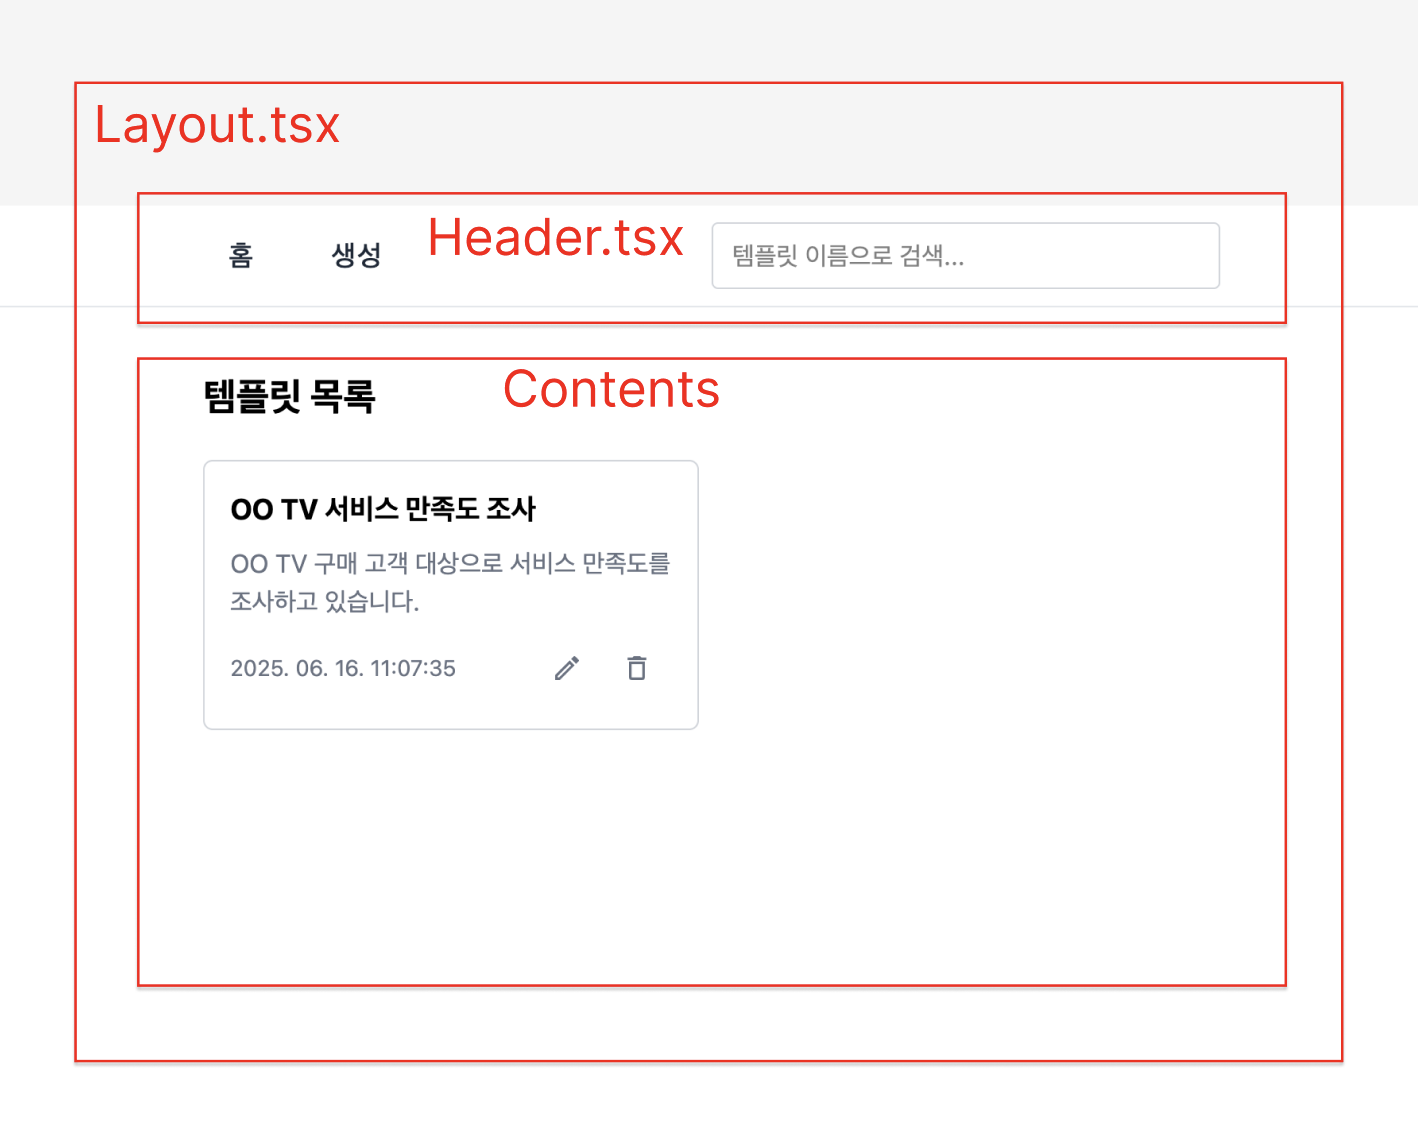 Layout.tsx
홈 생성 Header.tsx 템플릿 이름으로 검색...
템플릿 목록 Contents
OO TV 서비스 만족도 조사
OO TV 구매 고객 대상으로 서비스 만족도를
조사하고 있습니다.
2025. 06. 16. 11:07:35